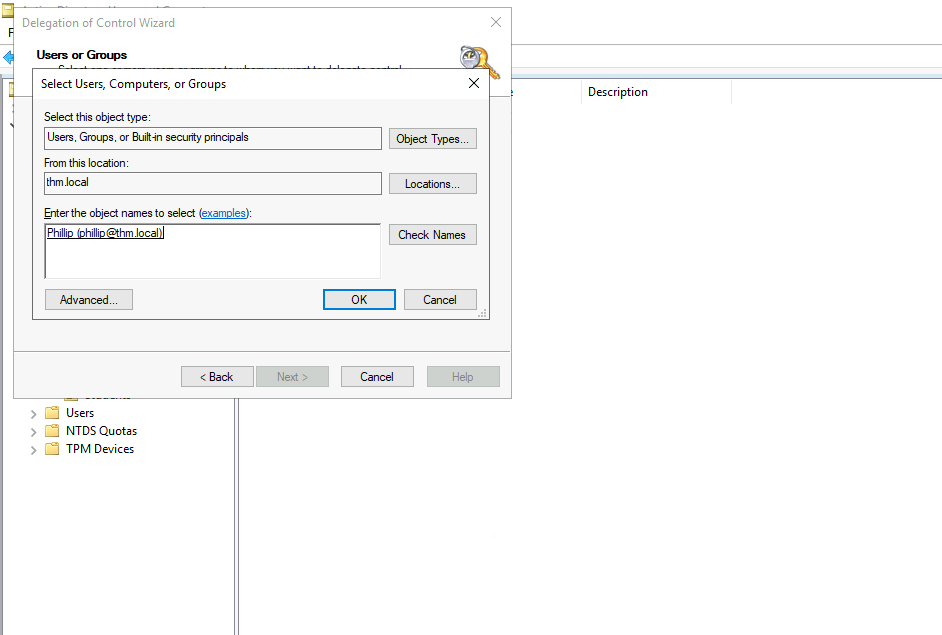 Delegation of Control Wizard
Users or Groups
Select Users, Computers, or Groups
Select this object type:
Users, Groups, or Built-in security principals
Object Types...
From this location:
thm.local
Locations...
Enter the object names to select (examples):
Phillip (phillip@thm.local)
Check Names
Advanced...
OK
Cancel
< Back
Next >
Cancel
Help
Description
Users
NTDS Quotas
TPM Devices